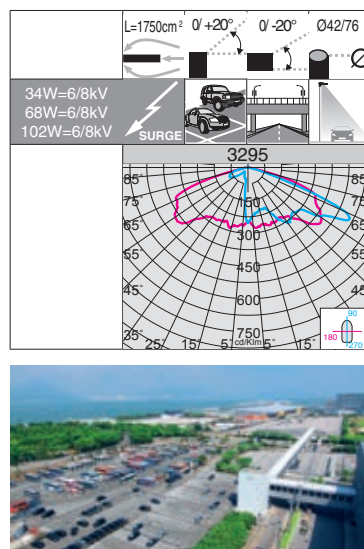 L=1750cm² 0/+20° 0/-20° Ø42/76
Ø
34W=6/8kV
68W=6/8kV
102W=6/8kV
SURGE
3295
85° 85
75° 150 75
65° 300 65
55° 450 55
45° 600 45
35° 750 35
25° 15° 5° cd/Klm 5° 15°
90
180
270